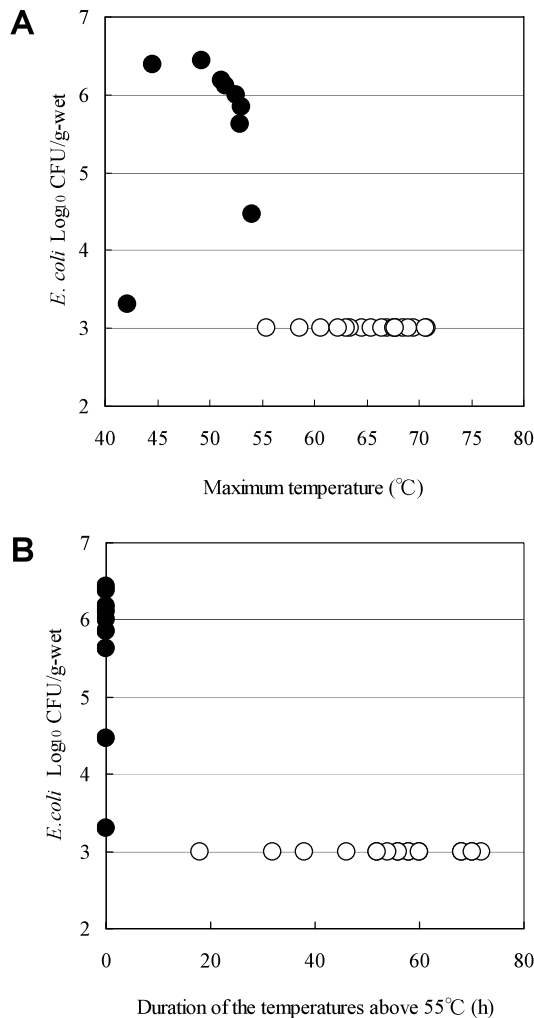 A
7
6
5
4
3
2
E. coli Log10 CFU/g-wet
40 45 50 55 60 65 70 75 80
Maximum temperature (℃)
B
7
6
5
4
3
2
E.coli Log10 CFU/g-wet
0 20 40 60 80
Duration of the temperatures above 55℃ (h)